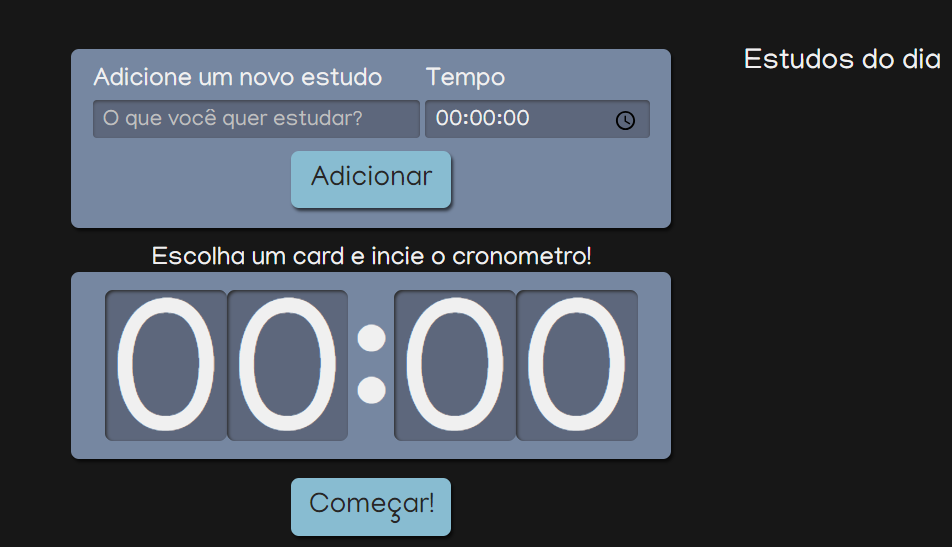 Adicione um novo estudo Tempo Estudos do dia
O que você quer estudar? 00:00:00
Adicionar
Escolha um card e incie o cronometro!
00:00
Começar!